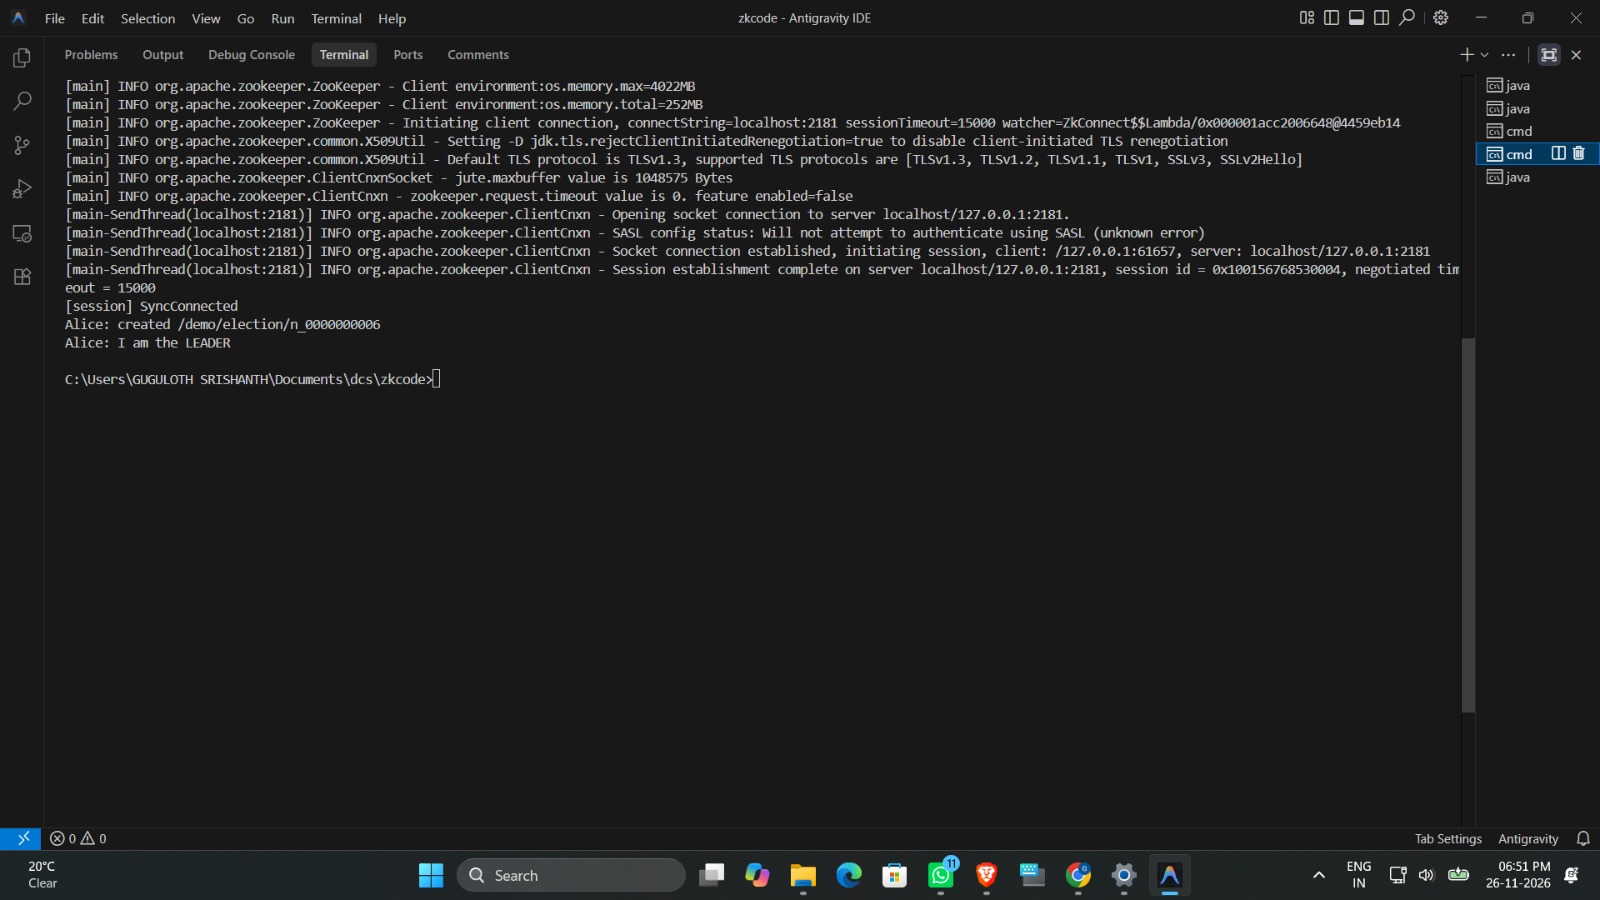 File Edit Selection View Go Run Terminal Help
zkcode - Antigravity IDE
Problems Output Debug Console Terminal Ports Comments
[main] INFO org.apache.zookeeper.ZooKeeper - Client environment:os.memory.max=4022MB
[main] INFO org.apache.zookeeper.ZooKeeper - Client environment:os.memory.total=252MB
[main] INFO org.apache.zookeeper.ZooKeeper - Initiating client connection, connectString=localhost:2181 sessionTimeout=15000 watcher=ZkConnect$$Lambda/0x000001acc2006648@4459eb14
[main] INFO org.apache.zookeeper.common.X509Util - Setting -D jdk.tls.rejectClientInitiatedRenegotiation=true to disable client-initiated TLS renegotiation
[main] INFO org.apache.zookeeper.common.X509Util - Default TLS protocol is TLSv1.3, supported TLS protocols are [TLSv1.3, TLSv1.2, TLSv1.1, TLSv1, SSLv3, SSLv2Hello]
[main] INFO org.apache.zookeeper.ClientCnxnSocket - jute.maxbuffer value is 1048575 Bytes
[main] INFO org.apache.zookeeper.ClientCnxn - zookeeper.request.timeout value is 0. feature enabled=false
[main-SendThread(localhost:2181)] INFO org.apache.zookeeper.ClientCnxn - Opening socket connection to server localhost/127.0.0.1:2181.
[main-SendThread(localhost:2181)] INFO org.apache.zookeeper.ClientCnxn - SASL config status: Will not attempt to authenticate using SASL (unknown error)
[main-SendThread(localhost:2181)] INFO org.apache.zookeeper.ClientCnxn - Socket connection established, initiating session, client: /127.0.0.1:61657, server: localhost/127.0.0.1:2181
[main-SendThread(localhost:2181)] INFO org.apache.zookeeper.ClientCnxn - Session establishment complete on server localhost/127.0.0.1:2181, session id = 0x100156768530004, negotiated tim
eout = 15000
[session] SyncConnected
Alice: created /demo/election/n_0000000006
Alice: I am the LEADER
C:\Users\GUGULOTH SRISHANTH\Documents\dcs\zkcode>
java
java
cmd
cmd
java
0 0
Tab Settings Antigravity
20°C
Clear
Search
11
6
ENG
IN
06:51 PM
26-11-2026